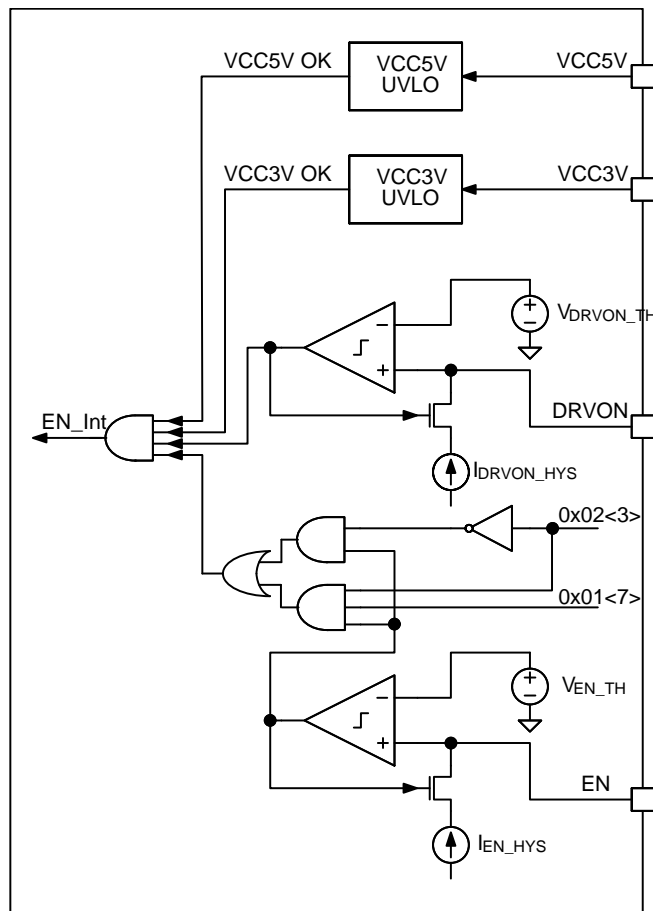 VCC5V OK
VCC5V
UVLO
VCC5V
VCC3V OK
VCC3V
UVLO
VCC3V
VDRVON_TH
DRVON
EN_Int
IDRVON_HYS
0x02<3>
0x01<7>
VEN_TH
EN
IEN_HYS